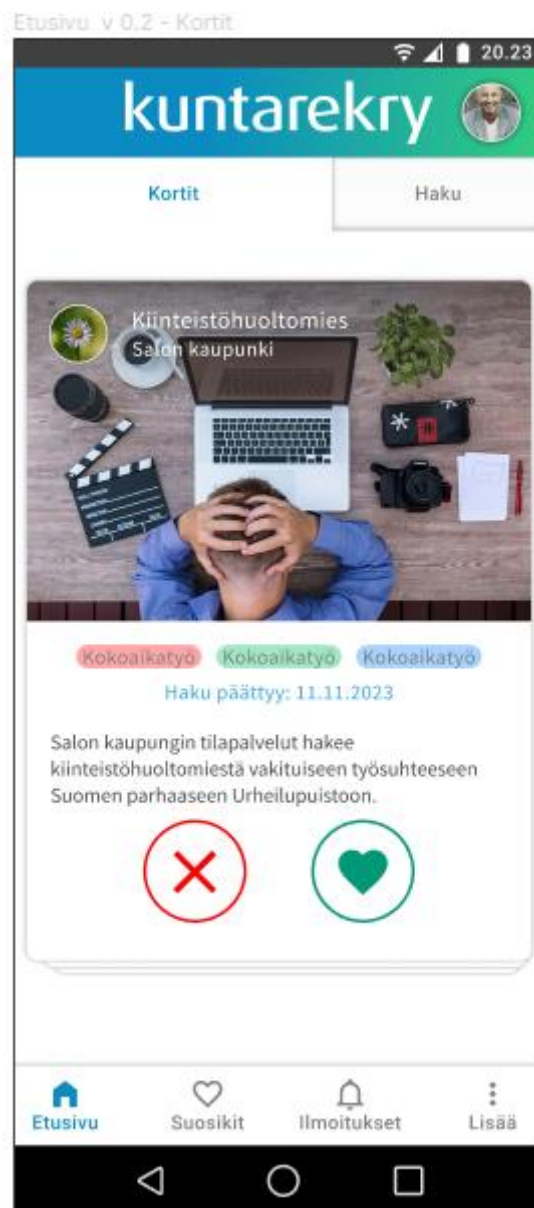 Etusivu v 0.2 - Kortit
20.23
kuntarekry
Kortit
Haku
Kiinteistöhuoltomies
Salon kaupunki
Kokoaikatyö Kokoaikatyö Kokoaikatyö
Haku päättyy: 11.11.2023
Salon kaupungin tilapalvelut hakee
kiinteistöhuoltomiestä vakituiseen työsuhteeseen
Suomen parhaaseen Urheilupuistoon.
Etusivu
Suosikit
Ilmoitukset
Lisää